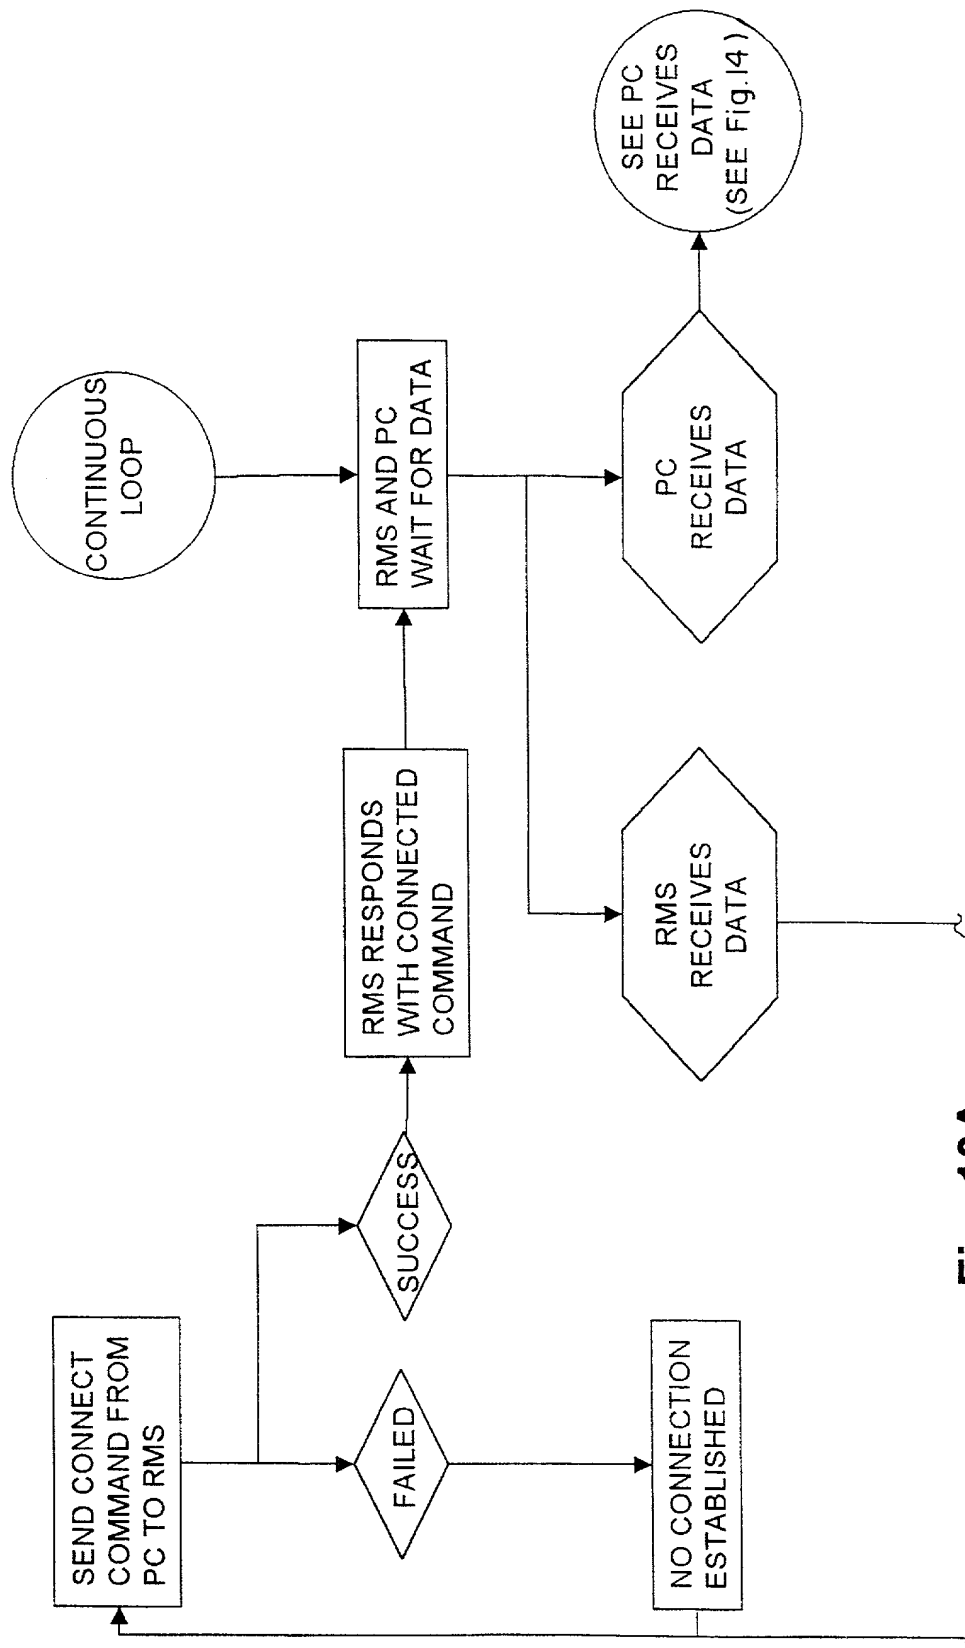 SEND CONNECT
COMMAND FROM
PC TO RMS
FAILED
NO CONNECTION
ESTABLISHED
SUCCESS
RMS RESPONDS
WITH CONNECTED
COMMAND
CONTINUOUS
LOOP
RMS AND PC
WAIT FOR DATA
RMS
RECEIVES
DATA
PC
RECEIVES
DATA
SEE PC
RECEIVES
DATA
(SEE Fig.14)